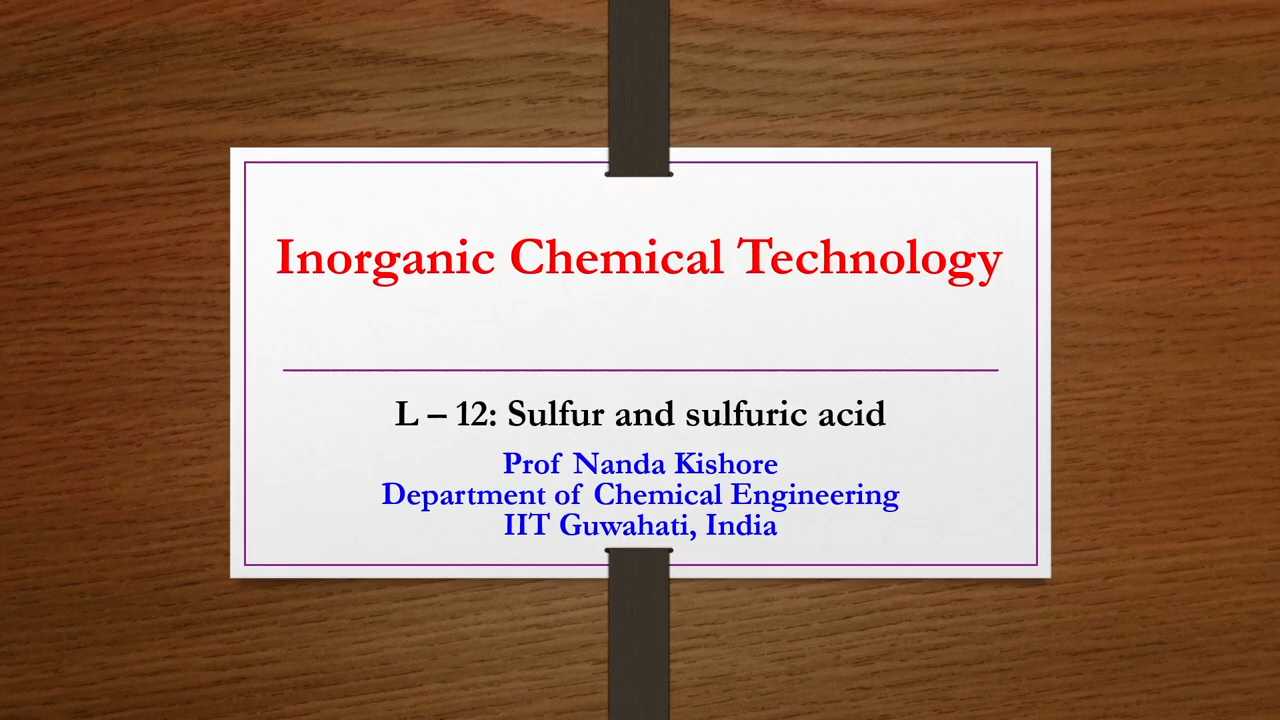 Inorganic Chemical Technology
L – 12: Sulfur and sulfuric acid
Prof Nanda Kishore
Department of Chemical Engineering
IIT Guwahati, India